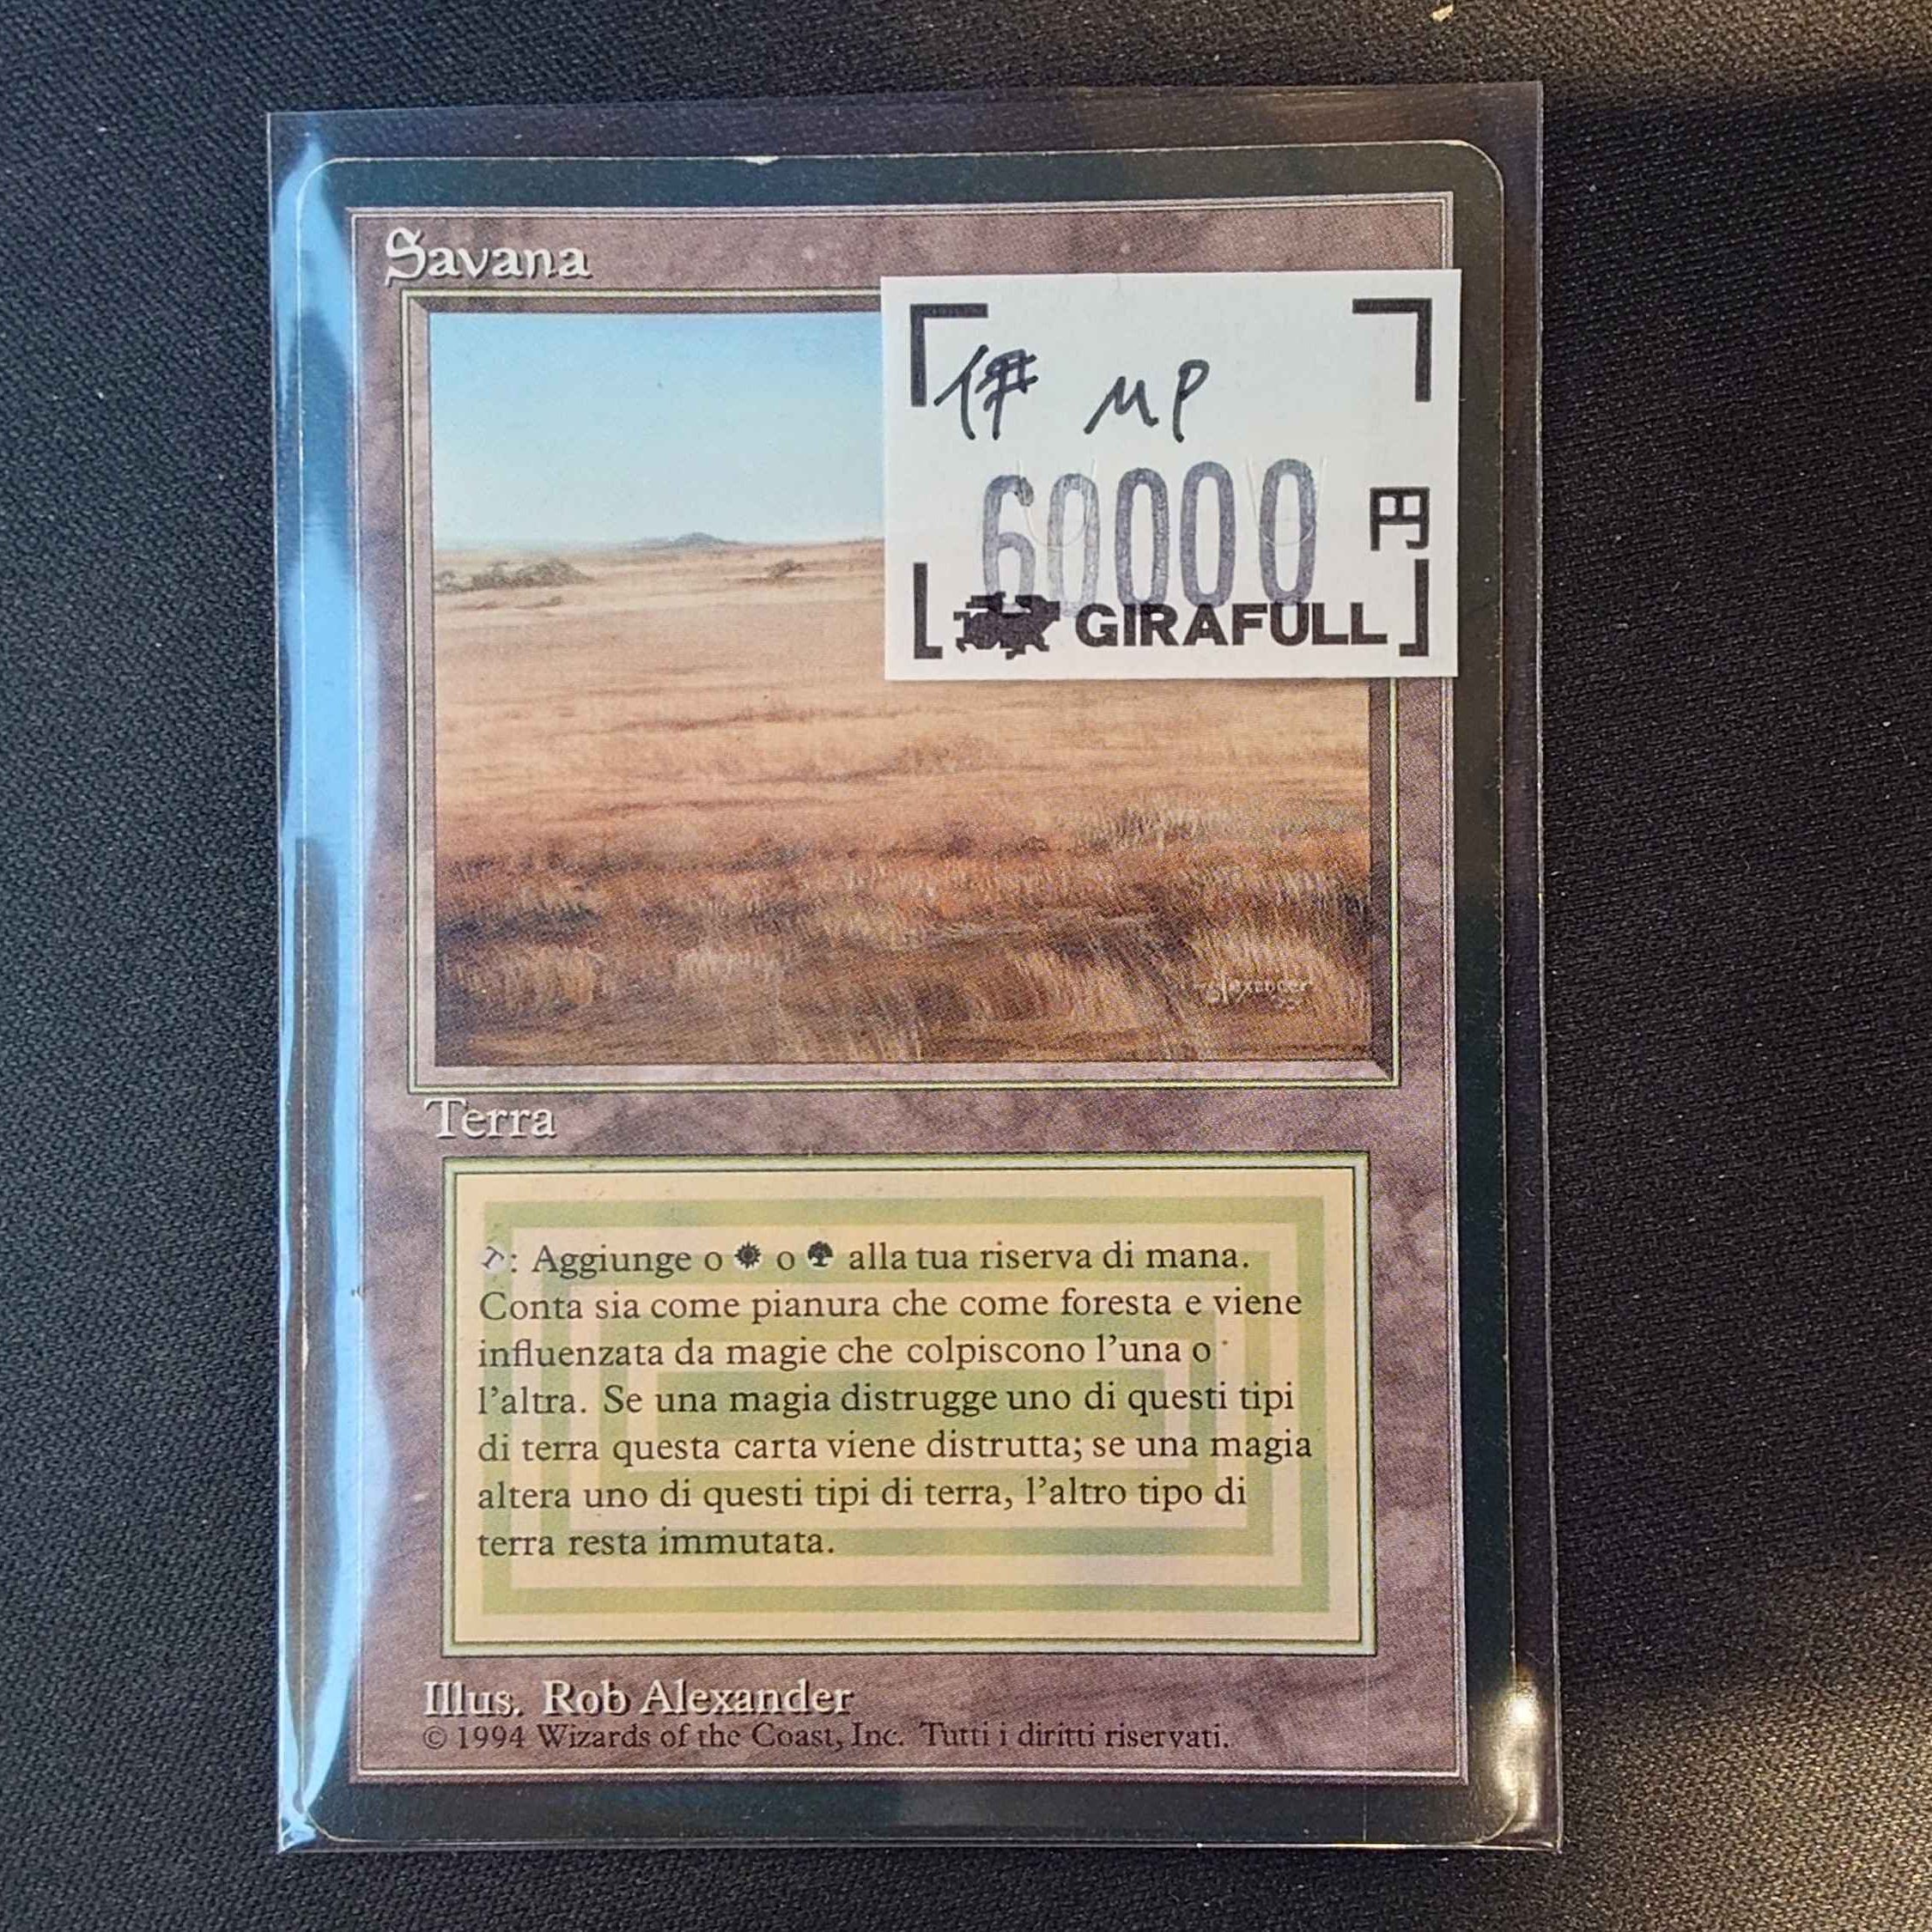 Savana
伊 MP
60000 円
GIRAFULL
Terra
T: Aggiunge o o alla tua riserva di mana.
Conta sia come pianura che come foresta e viene
influenzata da magie che colpiscono l'una o
l'altra. Se una magia distrugge uno di questi tipi
di terra questa carta viene distrutta; se una magia
altera uno di questi tipi di terra, l'altro tipo di
terra resta immutata.
Illus. Rob Alexander
© 1994 Wizards of the Coast, Inc. Tutti i diritti riservati.